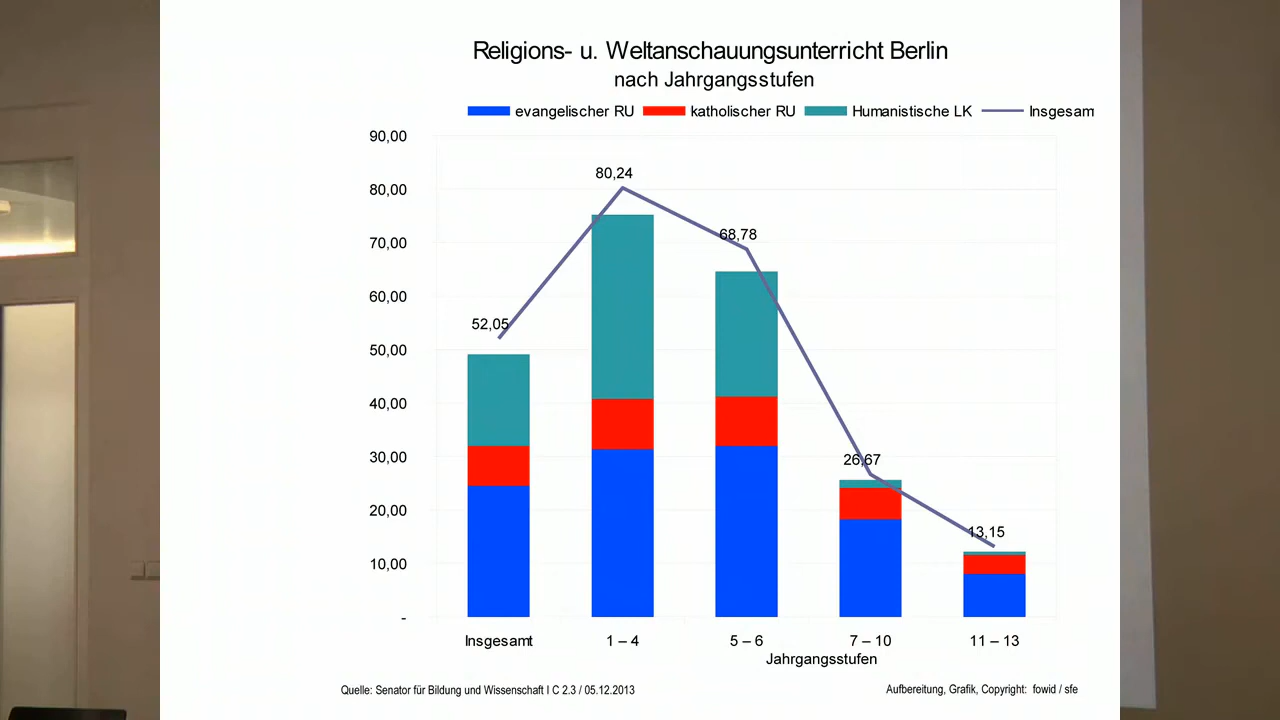 Religions- u. Weltanschauungsunterricht Berlin
nach Jahrgangsstufen
evangelischer RU katholischer RU Humanistische LK Insgesam
90,00
80,00
70,00
60,00
50,00
40,00
30,00
20,00
10,00
-
52,05
80,24
68,78
26,67
13,15
Insgesamt 1 – 4 5 – 6 7 – 10 11 – 13
Jahrgangsstufen
Quelle: Senator für Bildung und Wissenschaft I C 2.3 / 05.12.2013
Aufbereitung, Grafik, Copyright: fowid / sfe